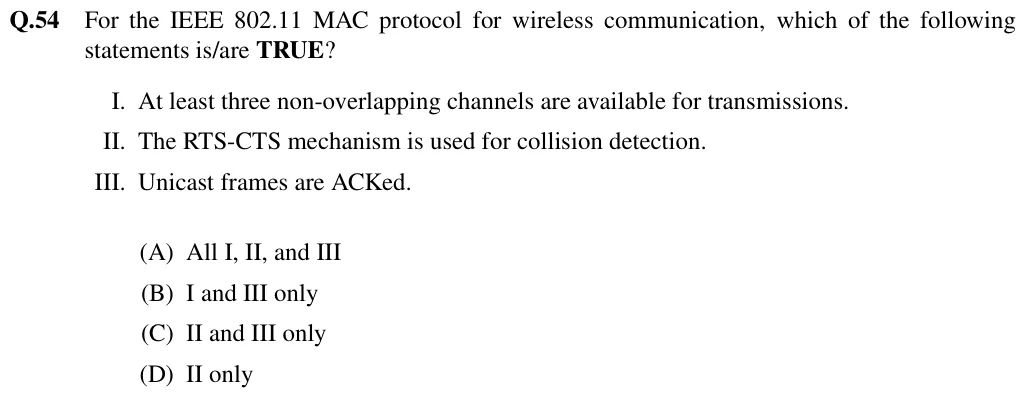 Q.54 For the IEEE 802.11 MAC protocol for wireless communication, which of the following
statements is/are TRUE?
I. At least three non-overlapping channels are available for transmissions.
II. The RTS-CTS mechanism is used for collision detection.
III. Unicast frames are ACKed.
(A) All I, II, and III
(B) I and III only
(C) II and III only
(D) II only